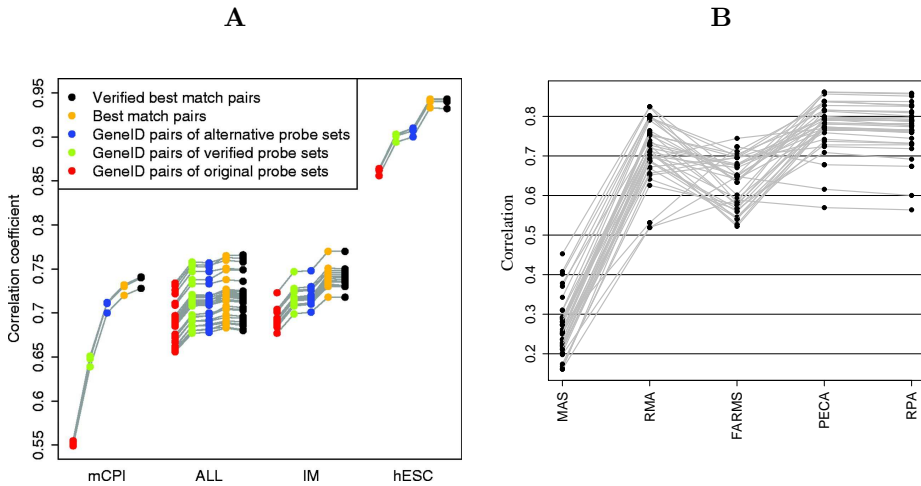 A
B
Correlation coefficient
0.95
0.9
0.85
0.8
0.75
0.7
0.65
0.6
0.55
Verified best match pairs
Best match pairs
GeneID pairs of alternative probe sets
GeneID pairs of verified probe sets
GeneID pairs of original probe sets
mCPI
ALL
IM
hESC
Correlation
0.8
0.7
0.6
0.5
0.4
0.3
0.2
MAS
RMA
FARMS
PECA
RPA